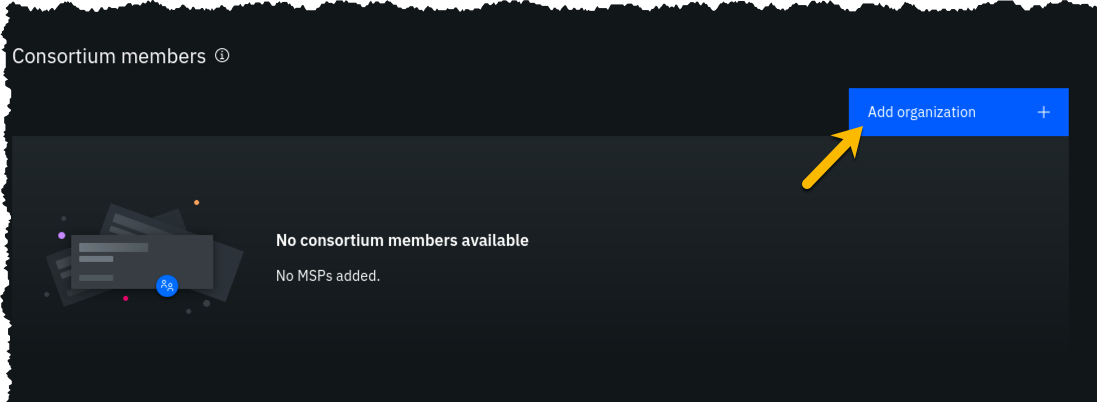 Consortium members
Add organization
No consortium members available
No MSPs added.